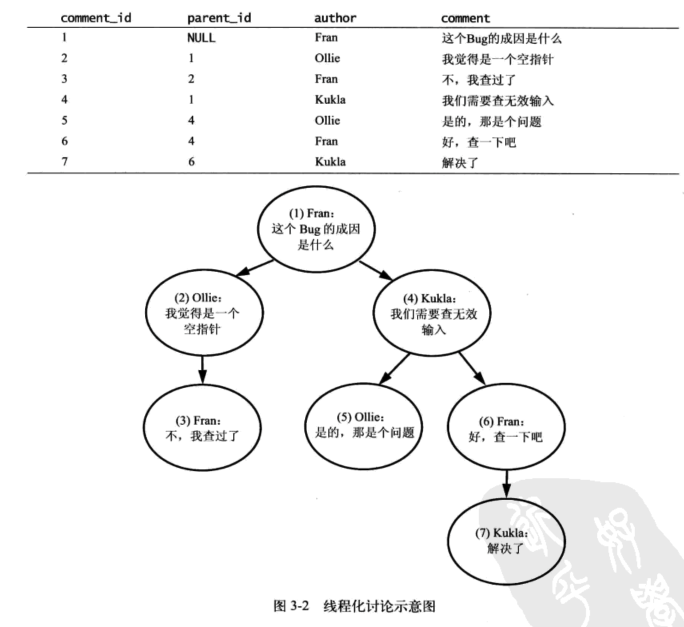 comment_id parent_id author comment
1 NULL Fran 这个Bug的成因是什么
2 1 Ollie 我觉得是一个空指针
3 2 Fran 不，我查过了
4 1 Kukla 我们需要查无效输入
5 4 Ollie 是的，那是个问题
6 4 Fran 好，查一下吧
7 6 Kukla 解决了
(1) Fran：
这个 Bug 的成因
是什么
(2) Ollie：
我觉得是一个
空指针
(4) Kukla：
我们需要查无效
输入
(3) Fran：
不，我查过了
(5) Ollie：
是的，那是个问题
(6) Fran：
好，查一下吧
(7) Kukla：
解决了
图 3-2 线程化讨论示意图